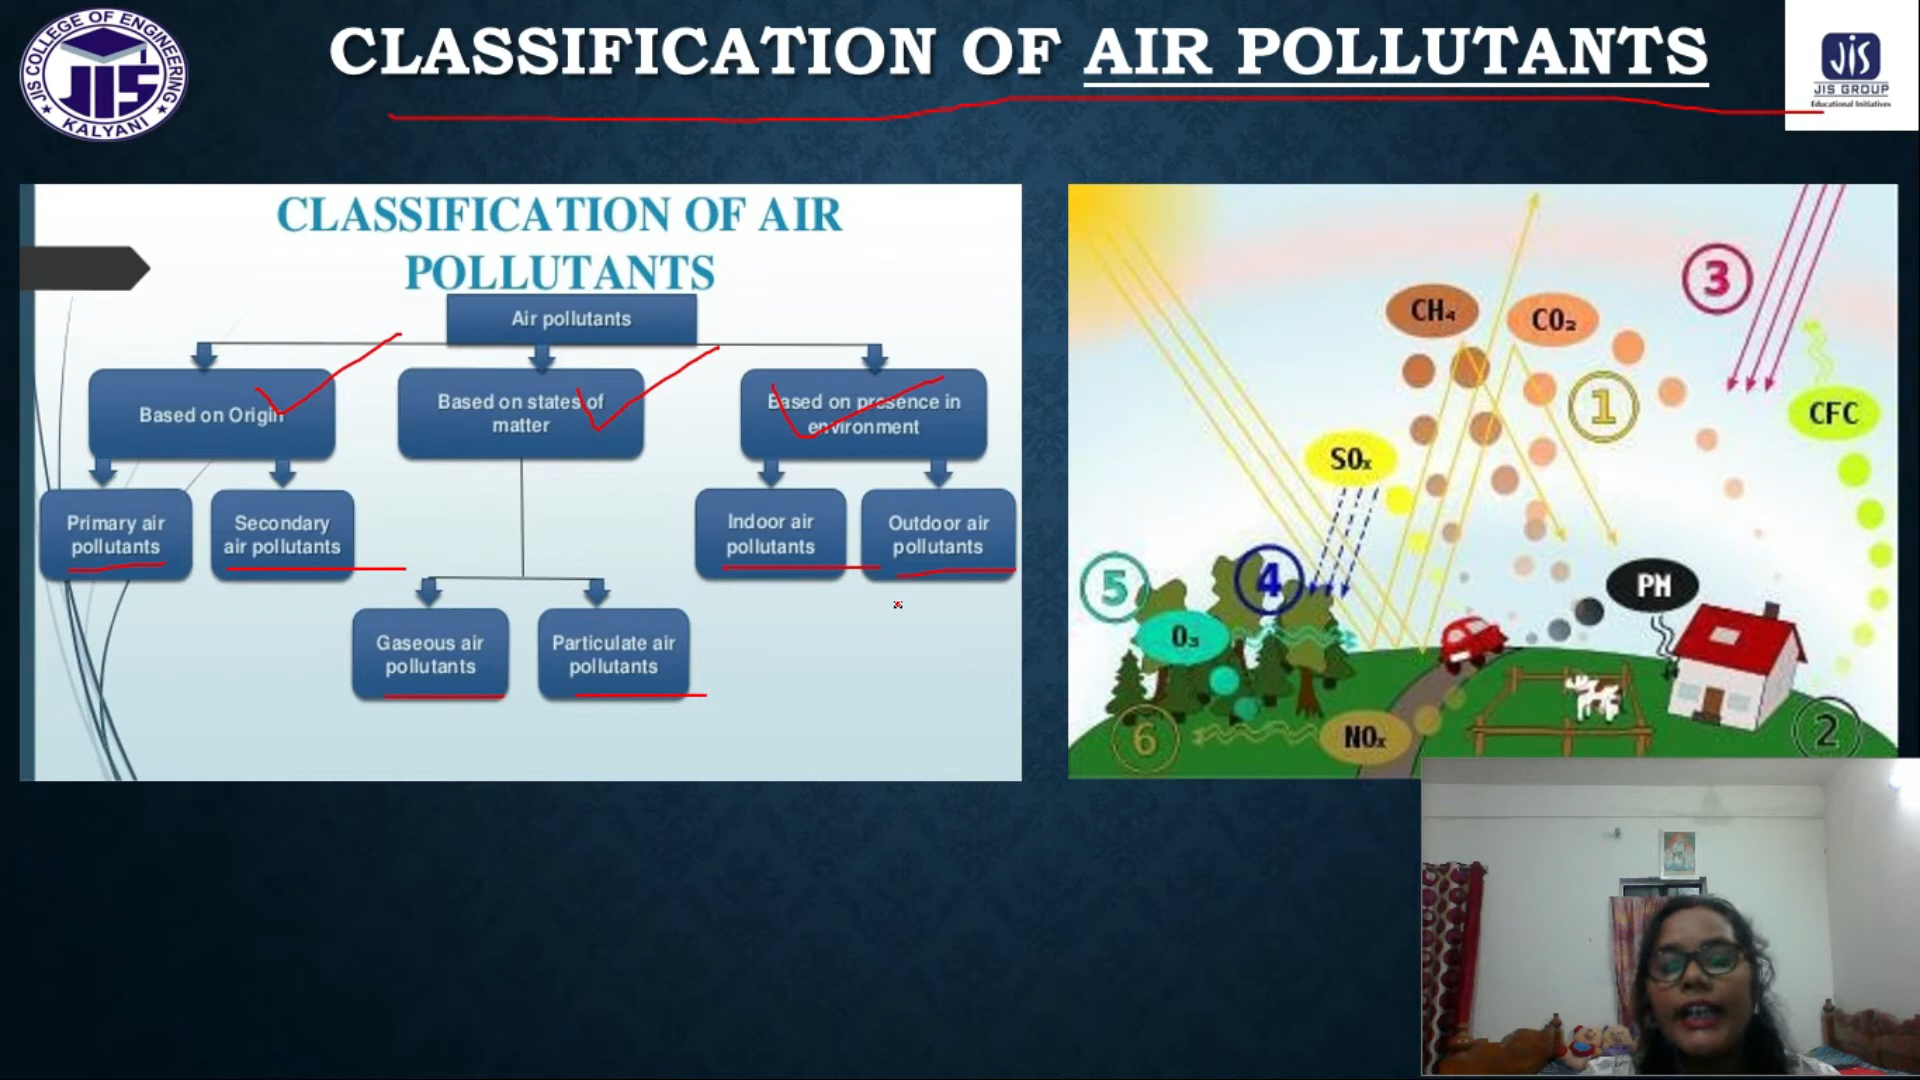 CLASSIFICATION OF AIR POLLUTANTS
JIS COLLEGE OF ENGINEERING
JIS
KALYANI
JIS
JIS GROUP
Educational Initiatives
CLASSIFICATION OF AIR
POLLUTANTS
Air pollutants
Based on Origin
Based on states of
matter
Based on presence in
environment
Primary air
pollutants
Secondary
air pollutants
Indoor air
pollutants
Outdoor air
pollutants
Gaseous air
pollutants
Particulate air
pollutants
3
CH₄
CO₂
1
CFC
SOₓ
5
4
PM
O₃
6
NOₓ
2